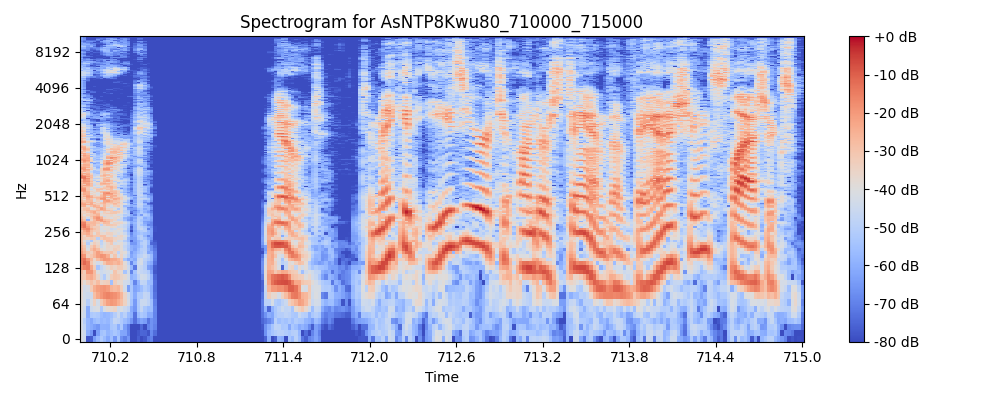 Spectrogram for AsNTP8Kwu80_710000_715000
8192
4096
2048
1024
512
256
128
64
0
Hz
710.2 710.8 711.4 712.0 712.6 713.2 713.8 714.4 715.0
Time
+0 dB
-10 dB
-20 dB
-30 dB
-40 dB
-50 dB
-60 dB
-70 dB
-80 dB